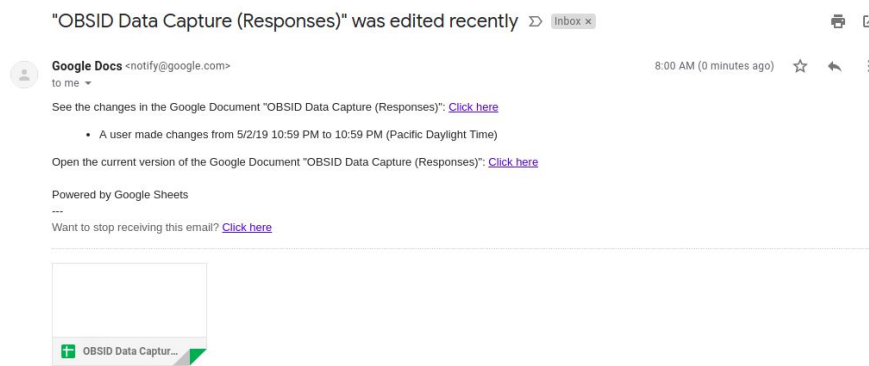 "OBSID Data Capture (Responses)" was edited recently Inbox ×
Google Docs <notify@google.com> 8:00 AM (0 minutes ago)
to me
See the changes in the Google Document "OBSID Data Capture (Responses)": Click here
• A user made changes from 5/2/19 10:59 PM to 10:59 PM (Pacific Daylight Time)
Open the current version of the Google Document "OBSID Data Capture (Responses)": Click here
Powered by Google Sheets
---
Want to stop receiving this email? Click here
OBSID Data Captur...